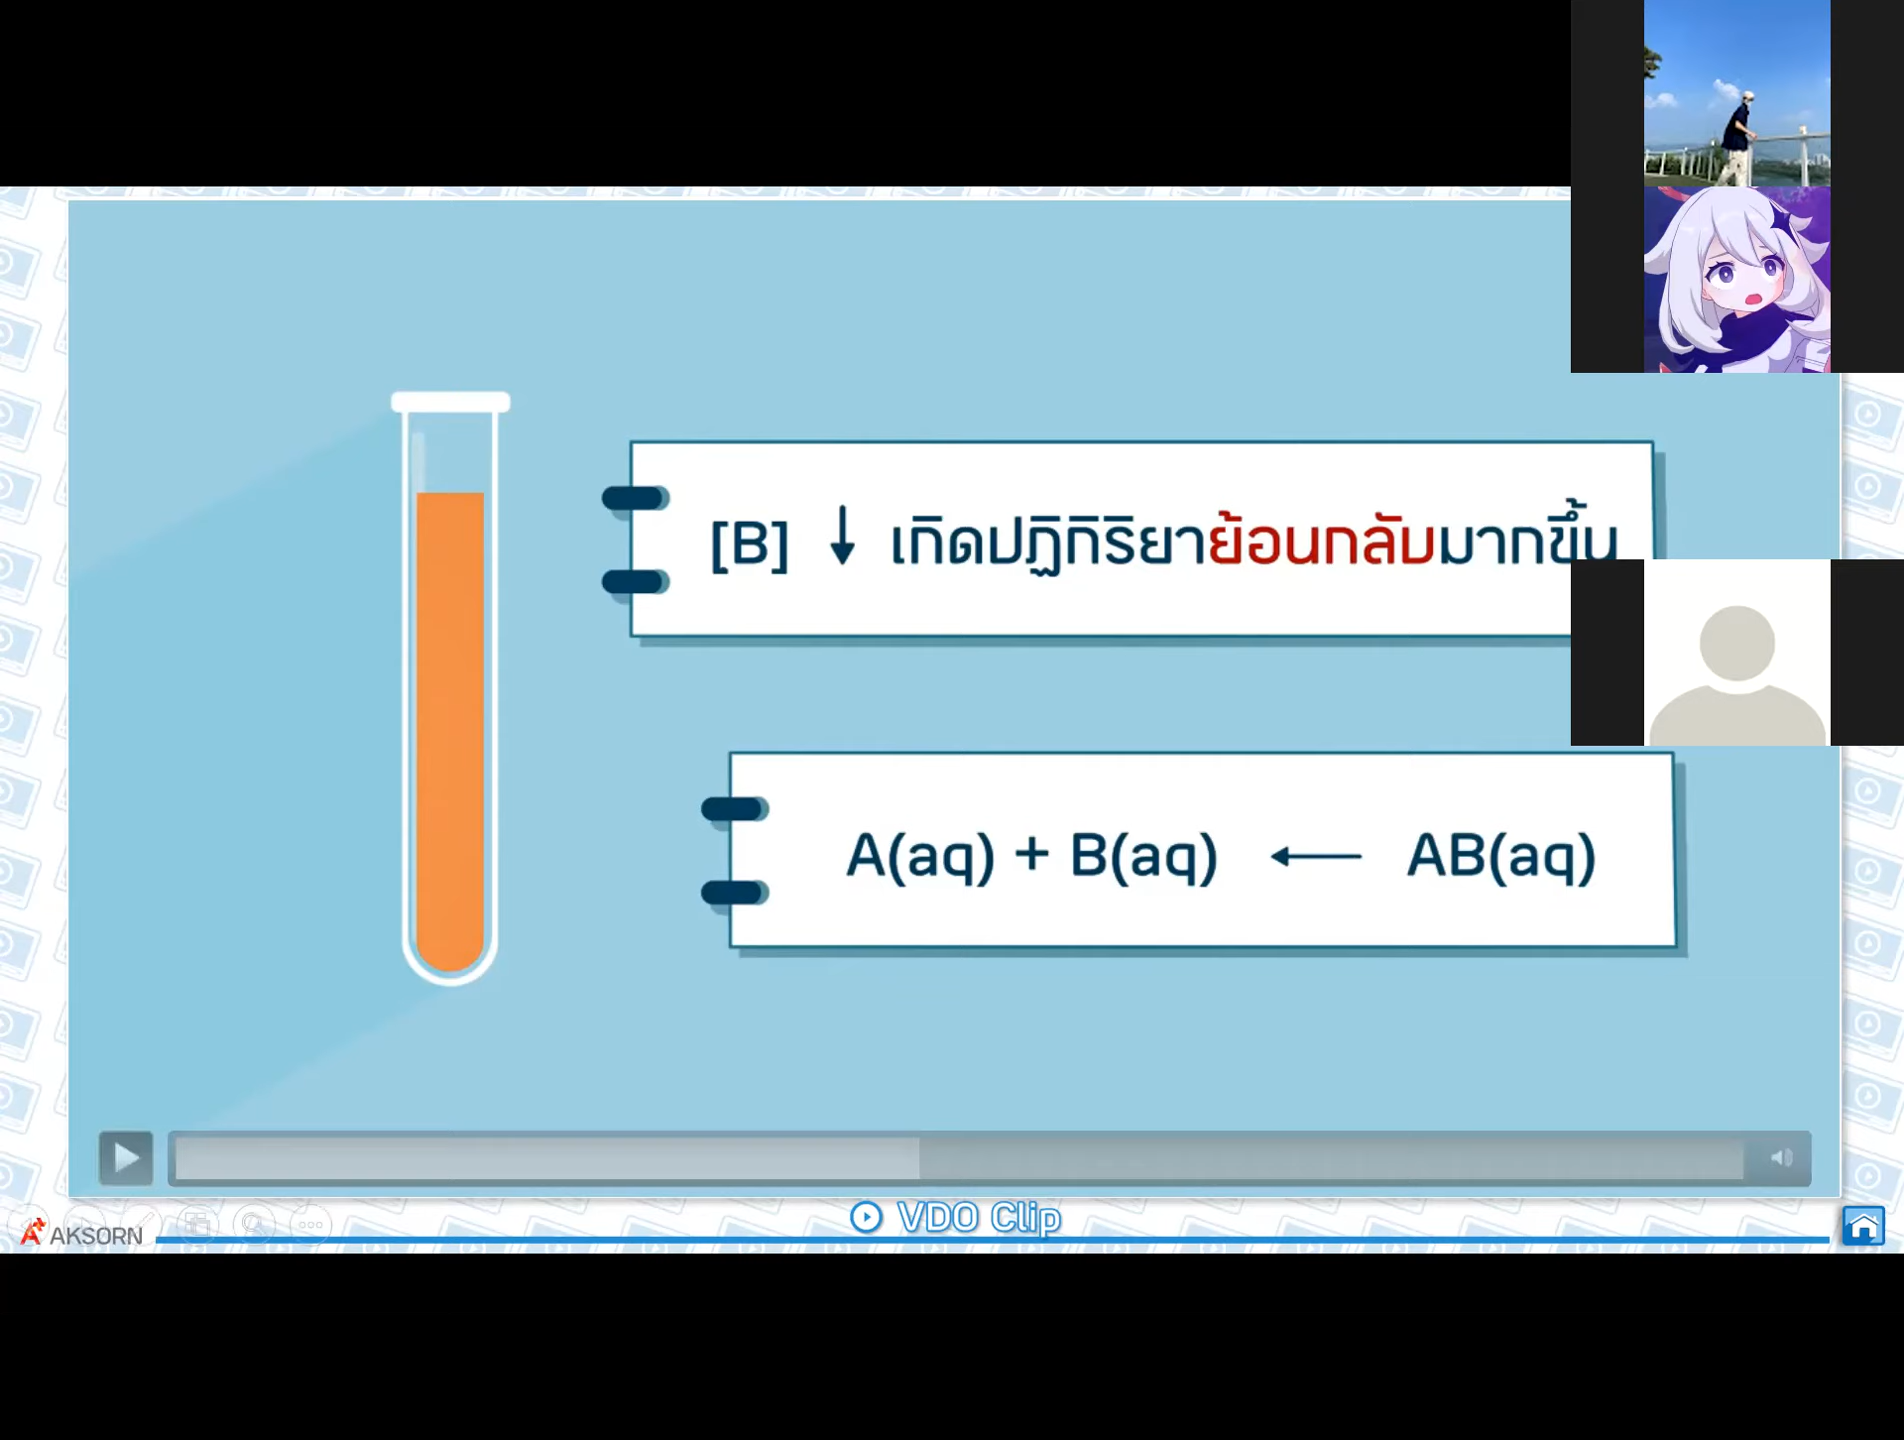 [B] ↓ เกิดปฏิกิริยาย้อนกลับมากขึ้น
A(aq) + B(aq) ← AB(aq)
VDO Clip
AKSORN